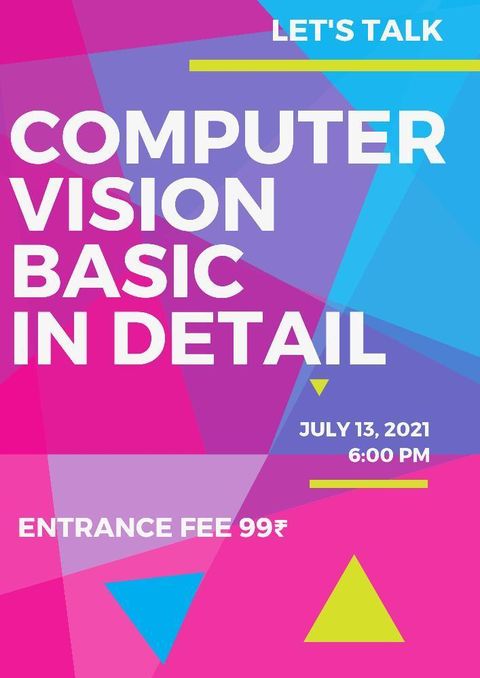 LET'S TALK
COMPUTER
VISION
BASIC
IN DETAIL
JULY 13, 2021
6:00 PM
ENTRANCE FEE 99₹